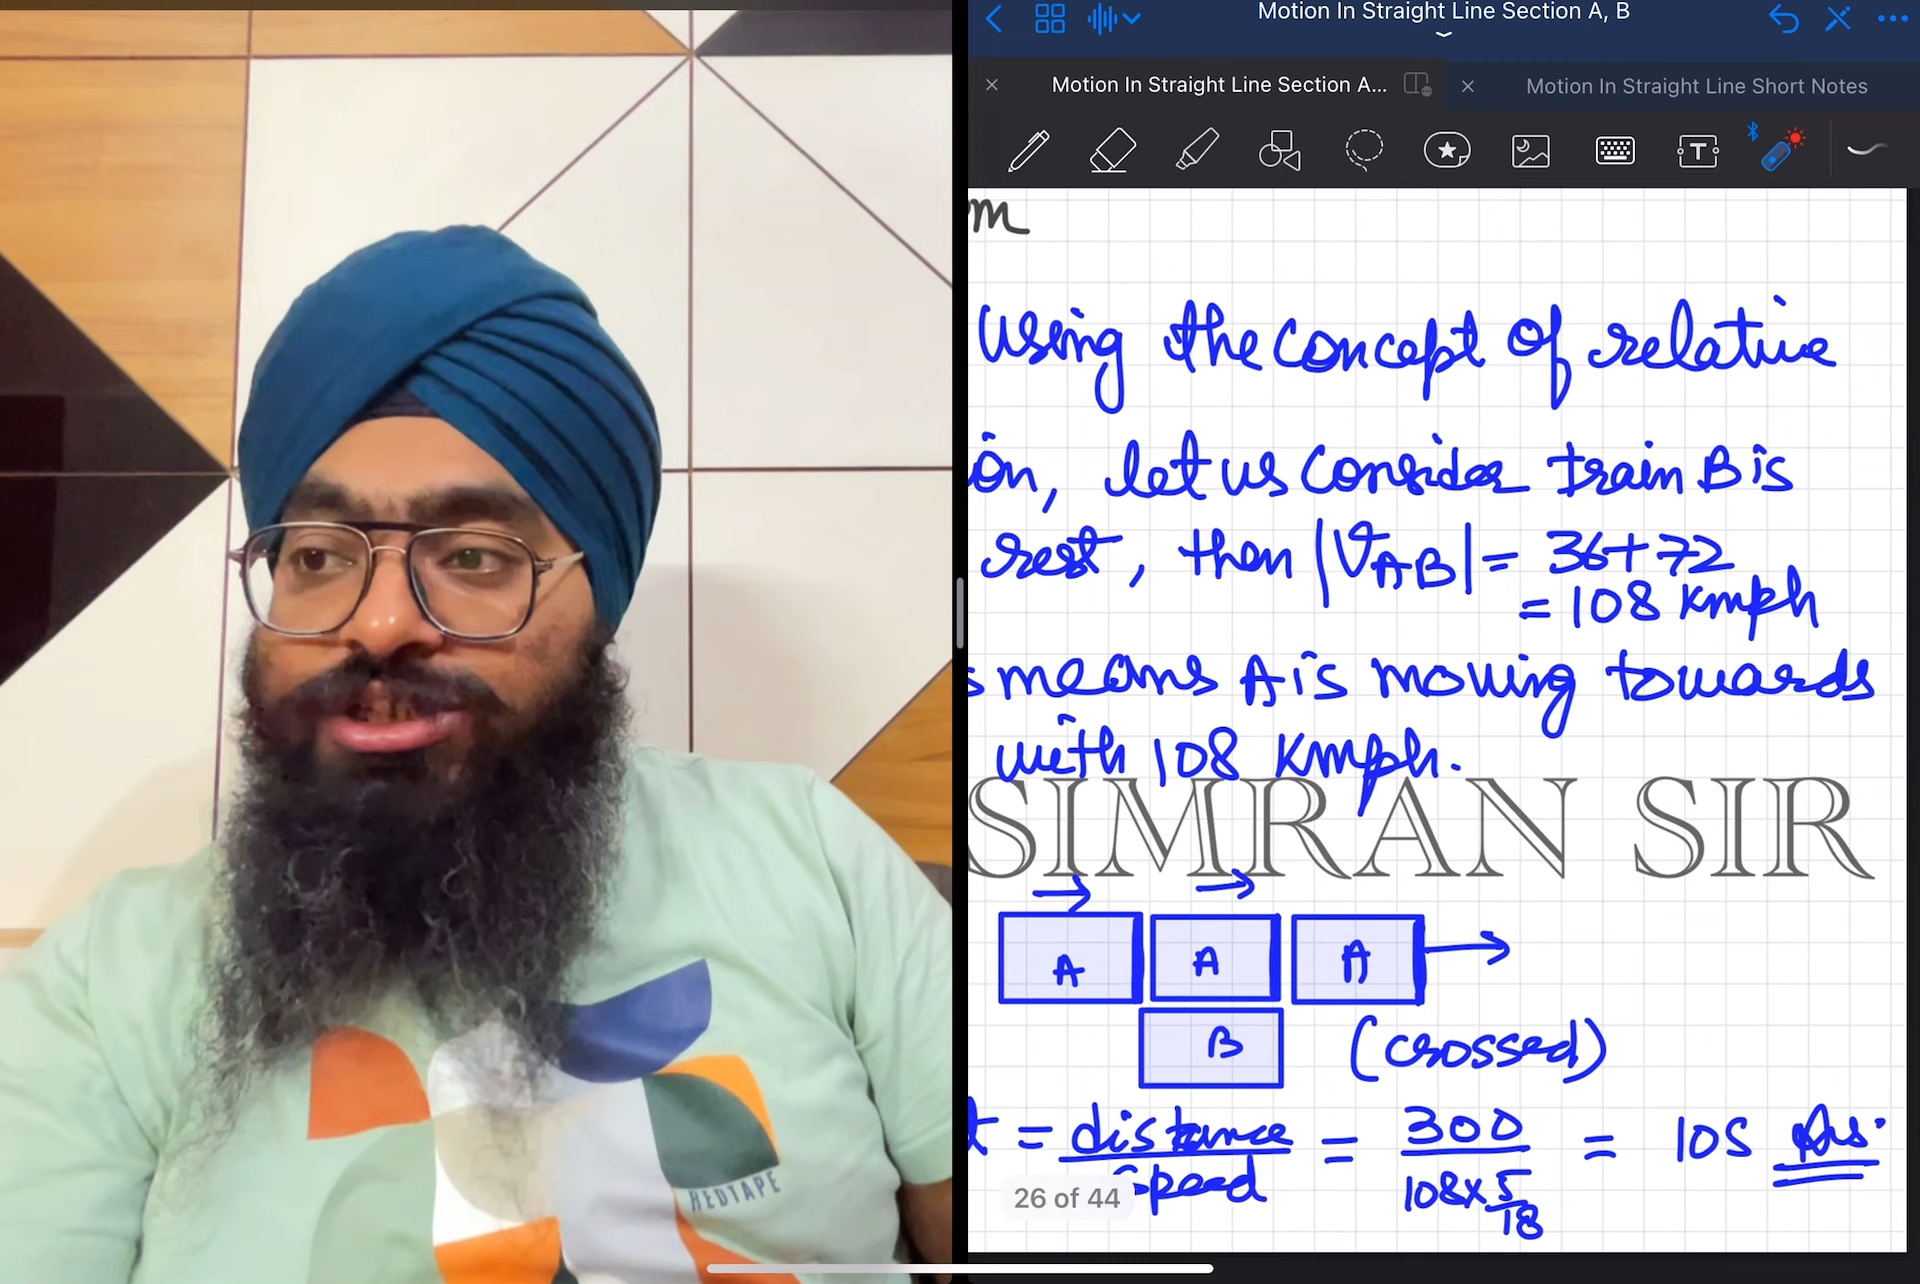 Motion In Straight Line Section A, B
Motion In Straight Line Section A...
Motion In Straight Line Short Notes
m
Using the concept of relative
on, let us consider train B is
rest, then |VAB| = 36+72
= 108 Kmph
s means A is moving towards
with 108 Kmph.
SIMRAN SIR
A A A
B (crossed)
t = distance/speed = 300/(108×5/18) = 10s Ans.
26 of 44
REDTAPE